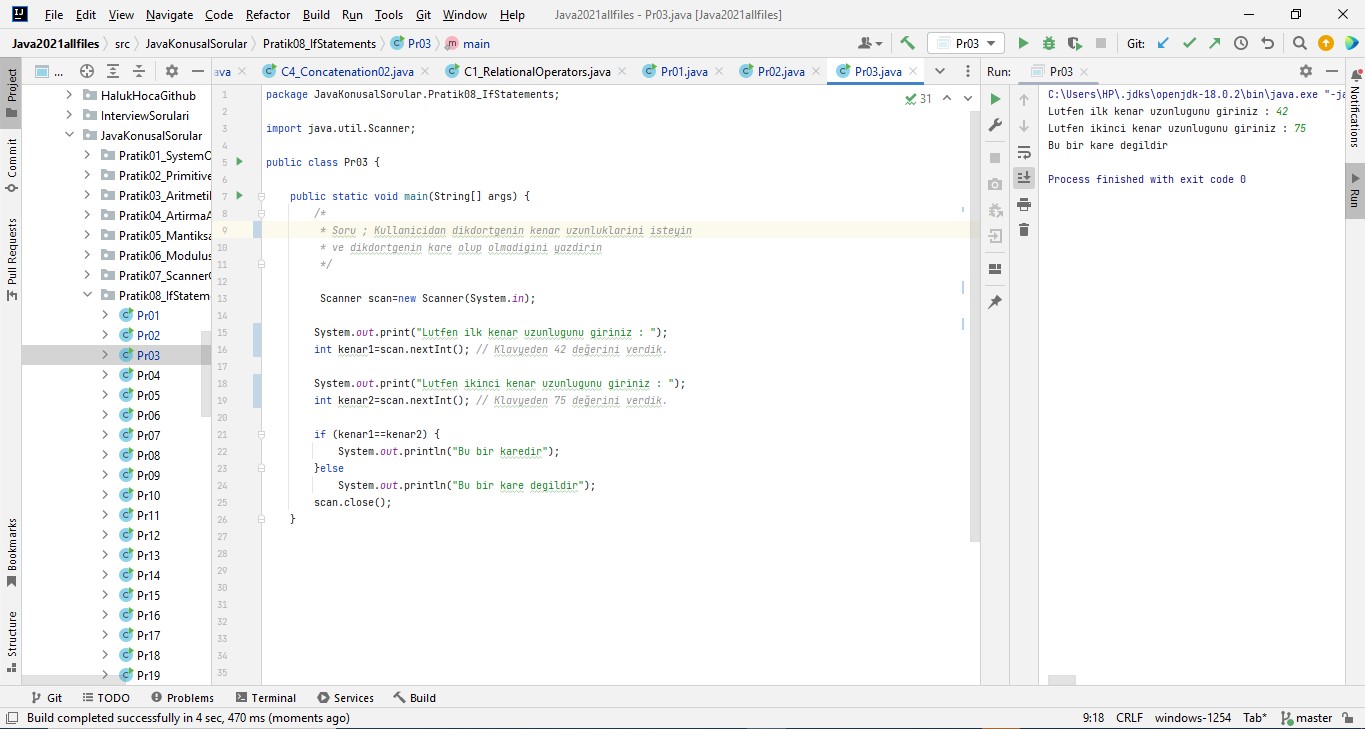 File Edit View Navigate Code Refactor Build Run Tools Git Window Help Java2021allfiles - Pr03.java [Java2021allfiles]
Java2021allfiles src JavaKonusalSorular Pratik08_IfStatements Pr03 main Pr03 Git:
... ava C4_Concatenation02.java C1_RelationalOperators.java Pr01.java Pr02.java Pr03.java Run: Pr03
Project
Commit
Pull Requests
Bookmarks
Structure
HalukHocaGithub
InterviewSorulari
JavaKonusalSorular
Pratik01_SystemO
Pratik02_Primitive
Pratik03_Aritmetil
Pratik04_ArtirmaA
Pratik05_Mantiksa
Pratik06_Modulus
Pratik07_Scanner
Pratik08_IfStatem
Pr01
Pr02
Pr03
Pr04
Pr05
Pr06
Pr07
Pr08
Pr09
Pr10
Pr11
Pr12
Pr13
Pr14
Pr15
Pr16
Pr17
Pr18
Pr19
31
1 package JavaKonusalSorular.Pratik08_IfStatements;
2
3 import java.util.Scanner;
4
5 public class Pr03 {
6
7 public static void main(String[] args) {
8 /*
9 * Soru ; Kullanicidan dikdortgenin kenar uzunluklarini isteyin
10 * ve dikdortgenin kare olup olmadigini yazdirin
11 */
12
13 Scanner scan=new Scanner(System.in);
14
15 System.out.print("Lutfen ilk kenar uzunlugunu giriniz : ");
16 int kenar1=scan.nextInt(); // Klavyeden 42 değerini verdik.
17
18 System.out.print("Lutfen ikinci kenar uzunlugunu giriniz : ");
19 int kenar2=scan.nextInt(); // Klavyeden 75 değerini verdik.
20
21 if (kenar1==kenar2) {
22 System.out.println("Bu bir karedir");
23 }else
24 System.out.println("Bu bir kare degildir");
25 scan.close();
26 }
27
28
29
30
31
32
33
34
35
C:\Users\HP\.jdks\openjdk-18.0.2\bin\java.exe "-ja
Lutfen ilk kenar uzunlugunu giriniz : 42
Lutfen ikinci kenar uzunlugunu giriniz : 75
Bu bir kare degildir
Process finished with exit code 0
Notifications
Run
Git TODO Problems Terminal Services Build
Build completed successfully in 4 sec, 470 ms (moments ago) 9:18 CRLF windows-1254 Tab* master